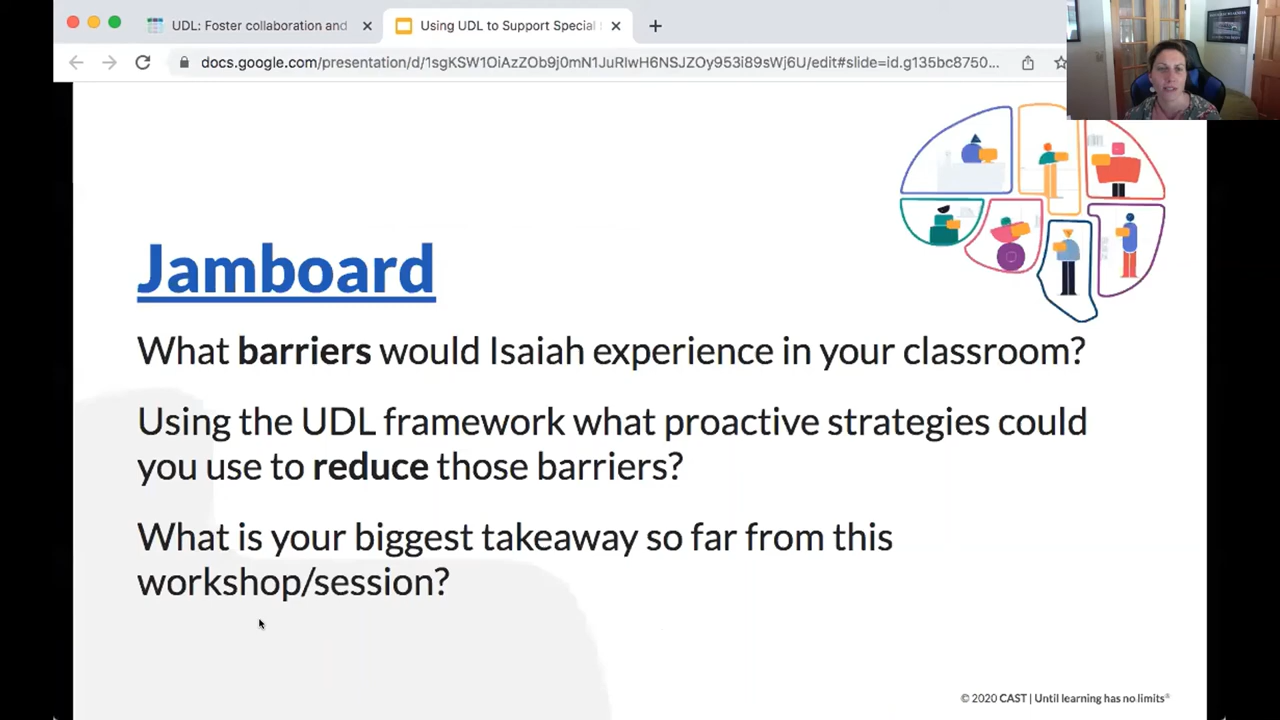 UDL: Foster collaboration and
Using UDL to Support Special
docs.google.com/presentation/d/1sgKSW1OiAzZOb9j0mN1JuRlwH6NSJZOy953i89sWj6U/edit#slide=id.g135bc8750...
Jamboard
What barriers would Isaiah experience in your classroom?
Using the UDL framework what proactive strategies could
you use to reduce those barriers?
What is your biggest takeaway so far from this
workshop/session?
© 2020 CAST | Until learning has no limits®